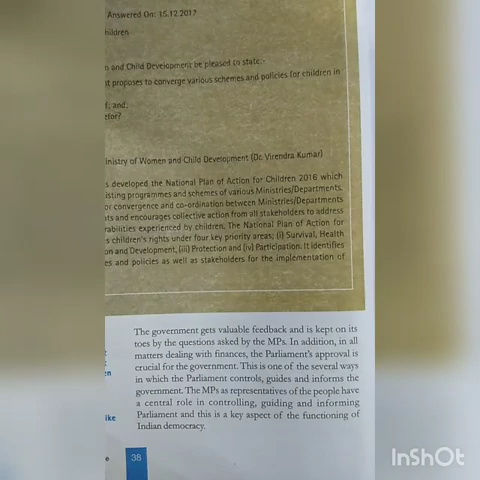 Answered On: 15.12.2017
hildren
and Child Development be pleased to state:-
proposes to converge various schemes and policies for children in
and;
inistry of Women and Child Development (Dr. Virendra Kumar)
developed the National Plan of Action for Children 2016 which
isting programmes and schemes of various Ministries/Departments.
or convergence and co-ordination between Ministries/Departments
and encourages collective action from all stakeholders to address
rabilities experienced by children. The National Plan of Action for
children's rights under four key priority areas; (i) Survival, Health
on and Development, (iii) Protection and (iv) Participation. It identifies
es and policies as well as stakeholders for the implementation of
The government gets valuable feedback and is kept on its
toes by the questions asked by the MPs. In addition, in all
matters dealing with finances, the Parliament's approval is
crucial for the government. This is one of the several ways
in which the Parliament controls, guides and informs the
government. The MPs as representatives of the people have
a central role in controlling, guiding and informing
Parliament and this is a key aspect of the functioning of
Indian democracy.
en
ike
38
InShOt